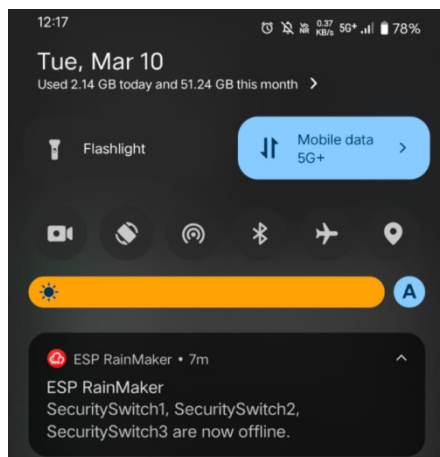 12:17
VoNR 0.37 KB/s 5G+ 78%
Tue, Mar 10
Used 2.14 GB today and 51.24 GB this month
Flashlight
Mobile data
5G+
A
ESP RainMaker • 7m
ESP RainMaker
SecuritySwitch1, SecuritySwitch2,
SecuritySwitch3 are now offline.